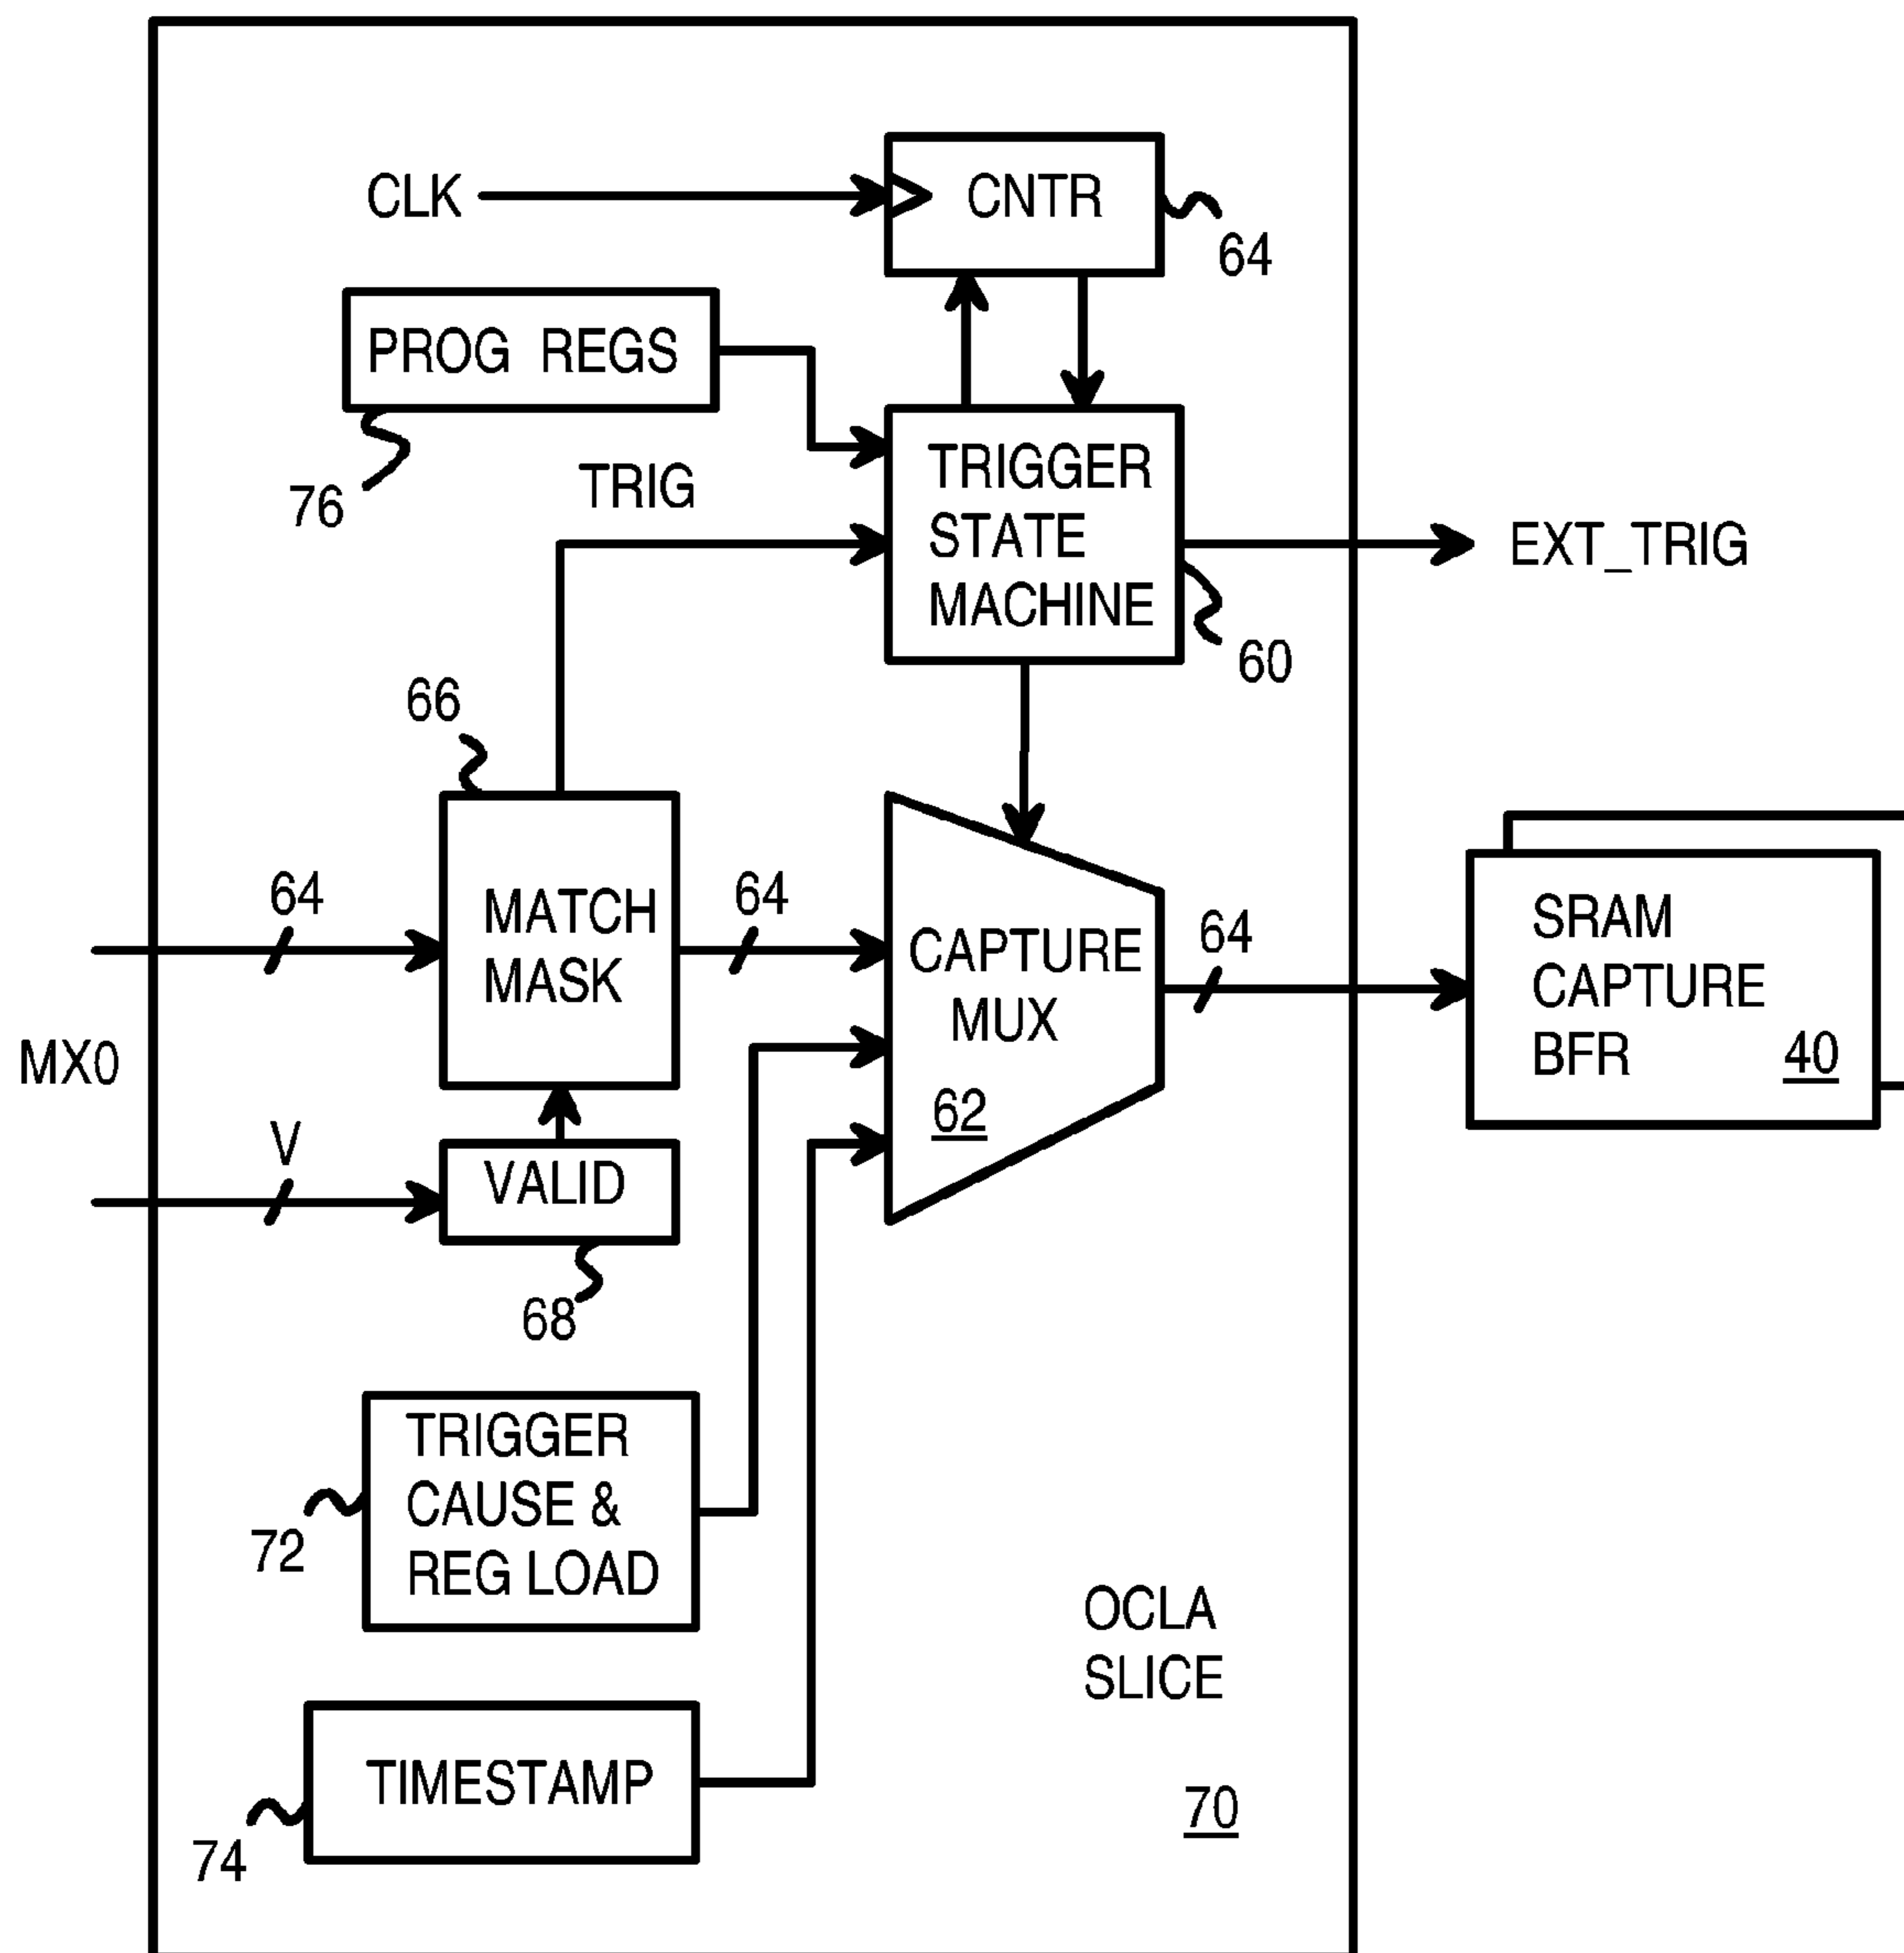 CLK
CNTR
64
PROG REGS
76
TRIG
TRIGGER
STATE
MACHINE
60
EXT_TRIG
66
64
MATCH
MASK
64
CAPTURE
MUX
62
64
SRAM
CAPTURE
BFR
40
MX0
V
VALID
68
TRIGGER
CAUSE &
REG LOAD
72
TIMESTAMP
74
OCLA
SLICE
70